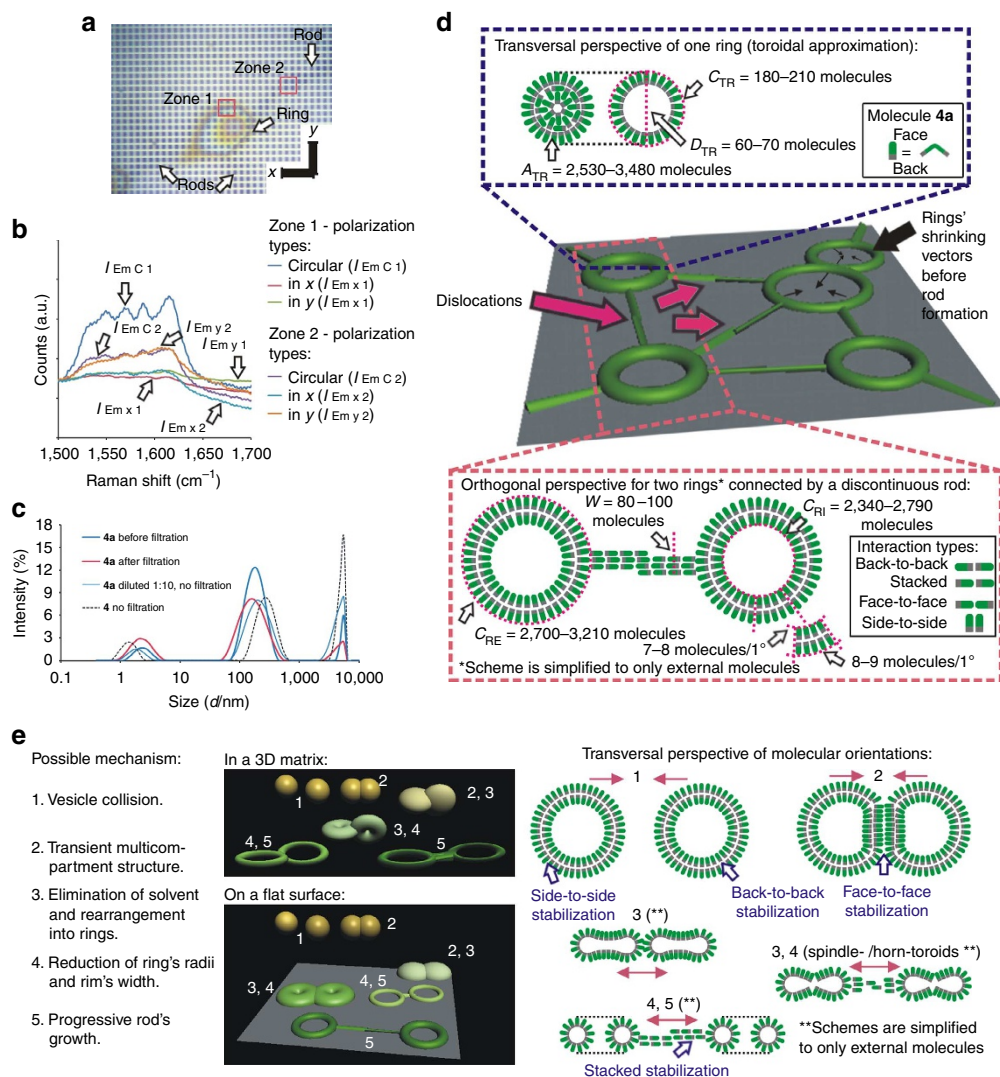 a
Rod
Zone 2
Zone 1
Ring
y
x
Rods
b
Counts (a.u.)
I Em C 1
I Em C 2
I Em y 2
I Em y 1
I Em x 1
I Em x 2
1,500 1,550 1,600 1,650 1,700
Raman shift (cm−1)
Zone 1 - polarization
types:
Circular (I Em C 1)
in x (I Em x 1)
in y (I Em x 1)
Zone 2 - polarization
types:
Circular (I Em C 2)
in x (I Em x 2)
in y (I Em y 2)
c
Intensity (%)
18
15
12
9
6
3
0
4a before filtration
4a after filtration
4a diluted 1:10, no filtration
4 no filtration
0.1 1 10 100 1,000 10,000
Size (d/nm)
d
Transversal perspective of one ring (toroidal approximation):
CTR = 180–210 molecules
DTR = 60–70 molecules
ATR = 2,530–3,480 molecules
Molecule 4a
Face
=
Back
Rings'
shrinking
vectors
before
rod
formation
Dislocations
Orthogonal perspective for two rings* connected by a discontinuous rod:
W = 80–100
molecules
CRI = 2,340–2,790
molecules
Interaction types:
Back-to-back
Stacked
Face-to-face
Side-to-side
CRE = 2,700–3,210 molecules
7–8 molecules/1°
8–9 molecules/1°
*Scheme is simplified to only external molecules
e
Possible mechanism:
1. Vesicle collision.
2. Transient multicom-
partment structure.
3. Elimination of solvent
and rearrangement
into rings.
4. Reduction of ring's radii
and rim's width.
5. Progressive rod's
growth.
In a 3D matrix:
1
2
2, 3
3, 4
4, 5
5
On a flat surface:
1
2
2, 3
3, 4
4, 5
5
Transversal perspective of molecular orientations:
1
2
Side-to-side
stabilization
Back-to-back
stabilization
Face-to-face
stabilization
3 (**)
3, 4 (spindle- /horn-toroids **)
4, 5 (**)
Stacked stabilization
**Schemes are simplified
to only external molecules